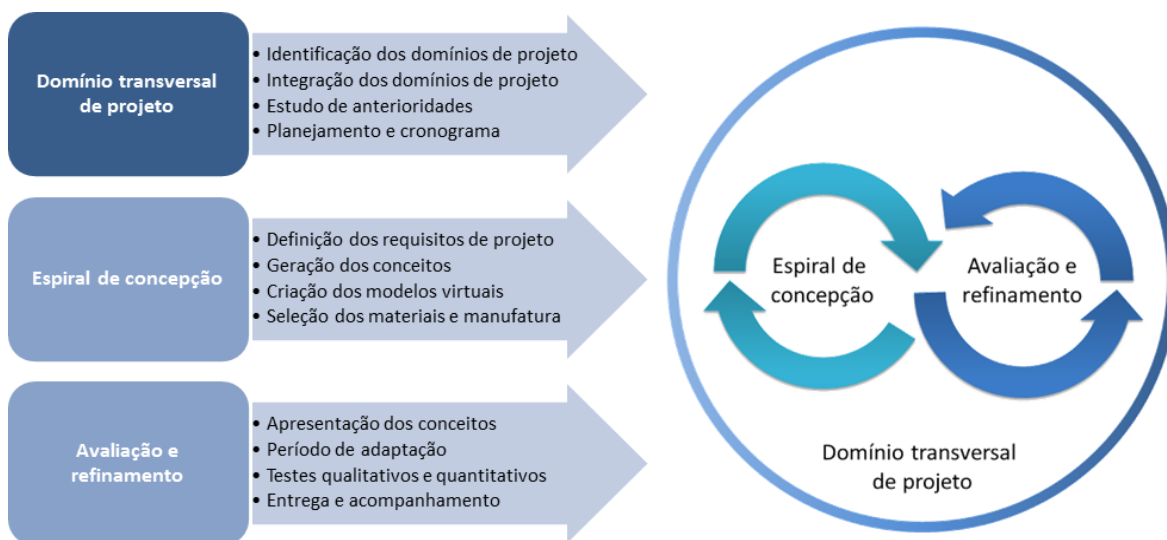 Domínio transversal
de projeto
• Identificação dos domínios de projeto
• Integração dos domínios de projeto
• Estudo de anterioridades
• Planejamento e cronograma
Espiral de concepção
• Definição dos requisitos de projeto
• Geração dos conceitos
• Criação dos modelos virtuais
• Seleção dos materiais e manufatura
Avaliação e
refinamento
• Apresentação dos conceitos
• Período de adaptação
• Testes qualitativos e quantitativos
• Entrega e acompanhamento
Espiral de
concepção
Avaliação e
refinamento
Domínio transversal
de projeto